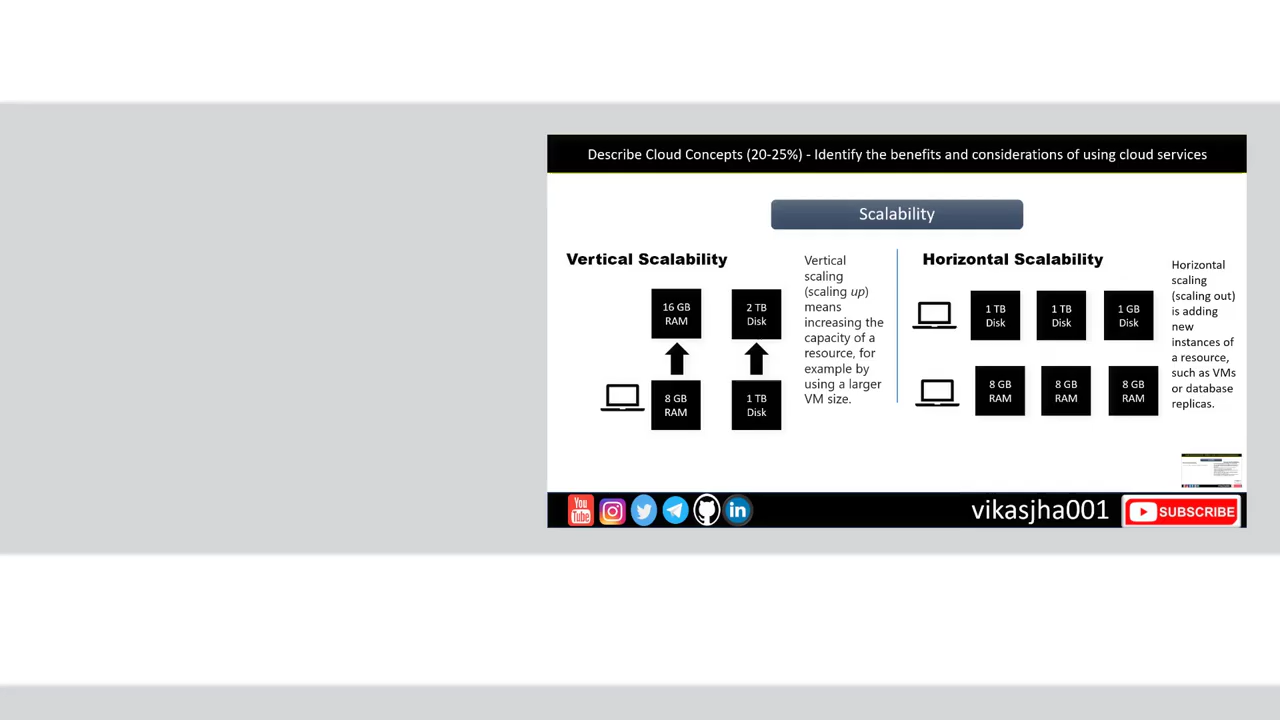 Describe Cloud Concepts (20-25%) - Identify the benefits and considerations of using cloud services
Scalability
Vertical Scalability
16 GB
RAM
2 TB
Disk
8 GB
RAM
1 TB
Disk
Vertical
scaling
(scaling up)
means
increasing the
capacity of a
resource, for
example by
using a larger
VM size.
Horizontal Scalability
1 TB
Disk
1 TB
Disk
1 GB
Disk
8 GB
RAM
8 GB
RAM
8 GB
RAM
Horizontal
scaling
(scaling out)
is adding
new
instances of
a resource,
such as VMs
or database
replicas.
You
Tube
in
vikasjha001
SUBSCRIBE